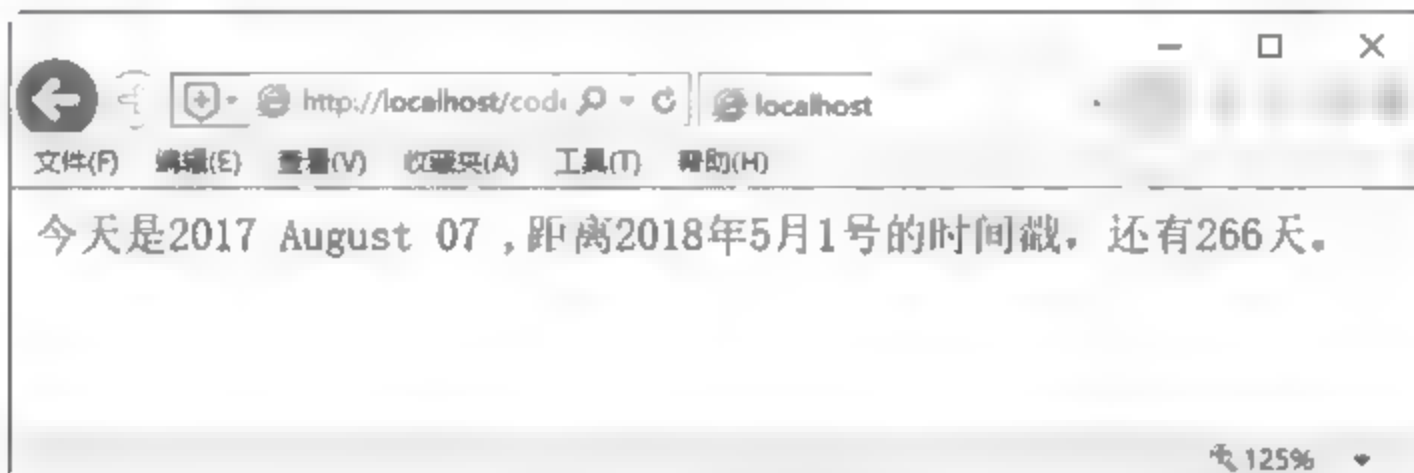 http://localhost/cod
localhost
文件(F) 编辑(E) 查看(V) 收藏夹(A) 工具(T) 帮助(H)
今天是2017 August 07 ,距离2018年5月1号的时间戳，还有266天。
125%